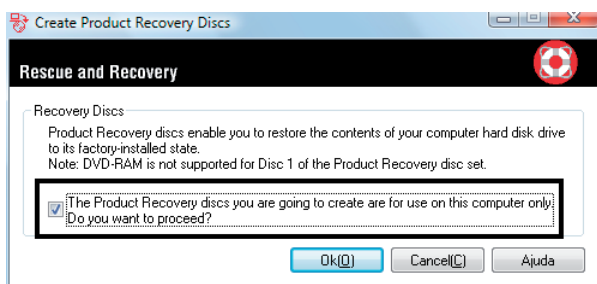 Create Product Recovery Discs
Rescue and Recovery
Recovery Discs
Product Recovery discs enable you to restore the contents of your computer hard disk drive
to its factory-installed state.
Note: DVD-RAM is not supported for Disc 1 of the Product Recovery disc set.
The Product Recovery discs you are going to create are for use on this computer only.
Do you want to proceed?
Ok(O) Cancel(C) Ajuda